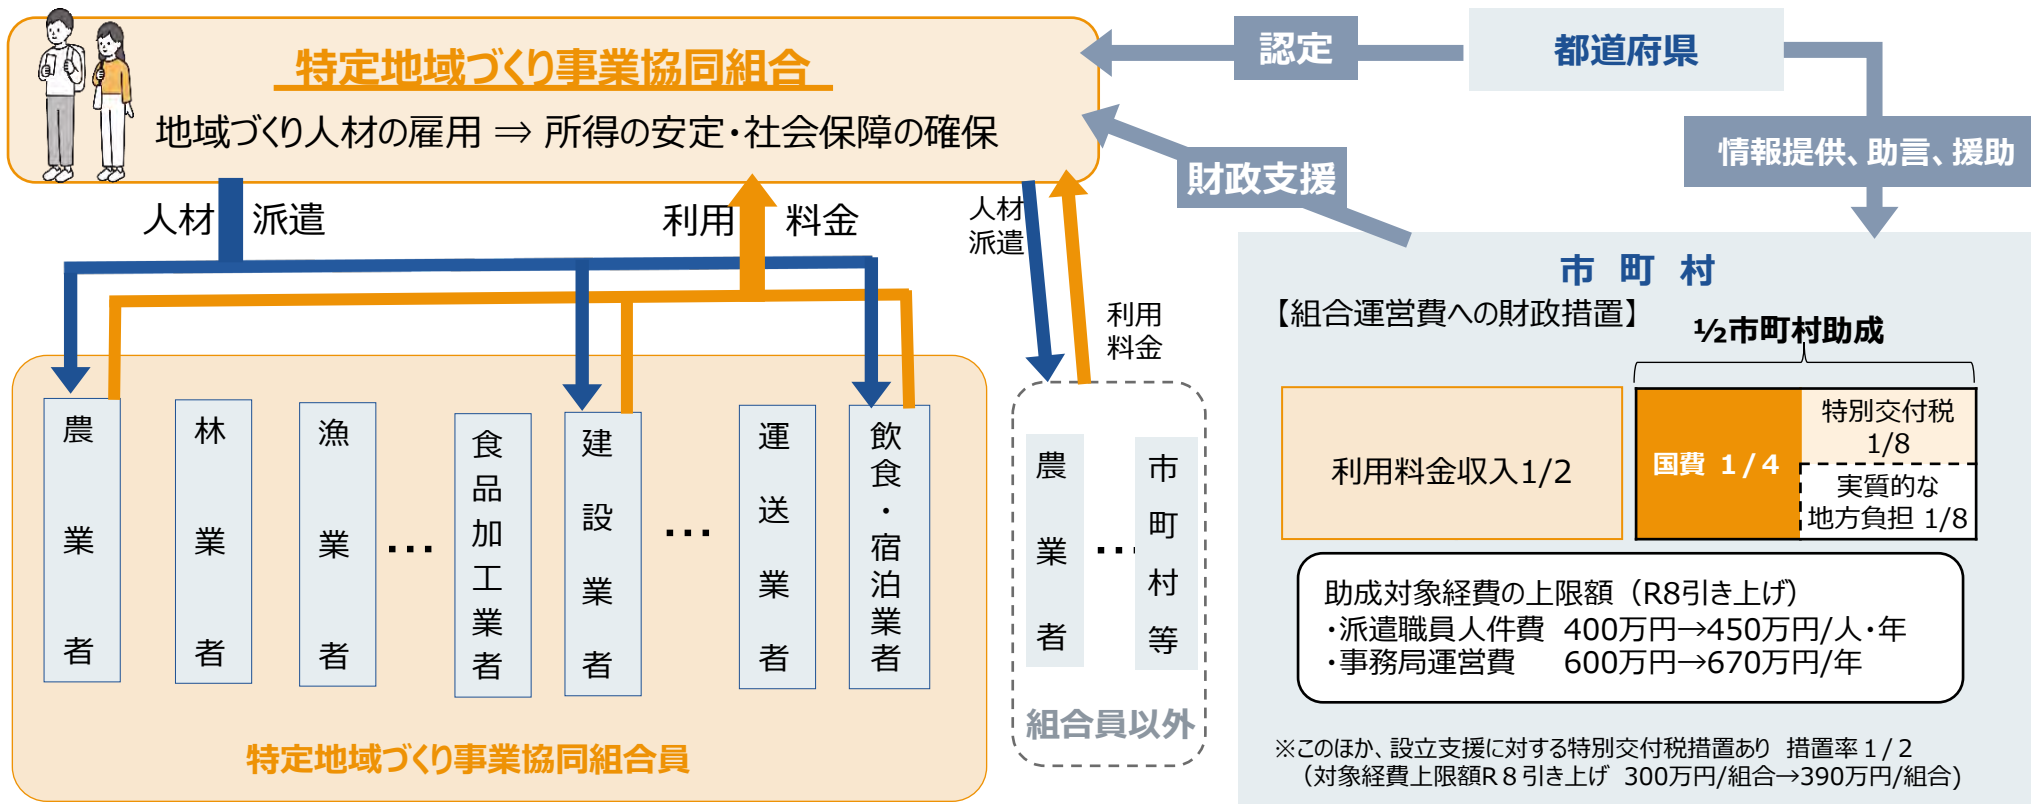 特定地域づくり事業協同組合
地域づくり人材の雇用 ⇒ 所得の安定・社会保障の確保
認定
都道府県
財政支援
情報提供、助言、援助
人材 派遣
利用 料金
人材
派遣
利用
料金
農業者
林業者
漁業者
…
食品加工業者
建設業者
…
運送業者
飲食・宿泊業者
特定地域づくり事業協同組合員
農業者
…
市町村等
組合員以外
市 町 村
【組合運営費への財政措置】
½市町村助成
利用料金収入1/2
国費 1/4
特別交付税
1/8
実質的な
地方負担 1/8
助成対象経費の上限額（R8引き上げ）
・派遣職員人件費 400万円→450万円/人・年
・事務局運営費 600万円→670万円/年
※このほか、設立支援に対する特別交付税措置あり 措置率1/2
（対象経費上限額R8引き上げ 300万円/組合→390万円/組合)